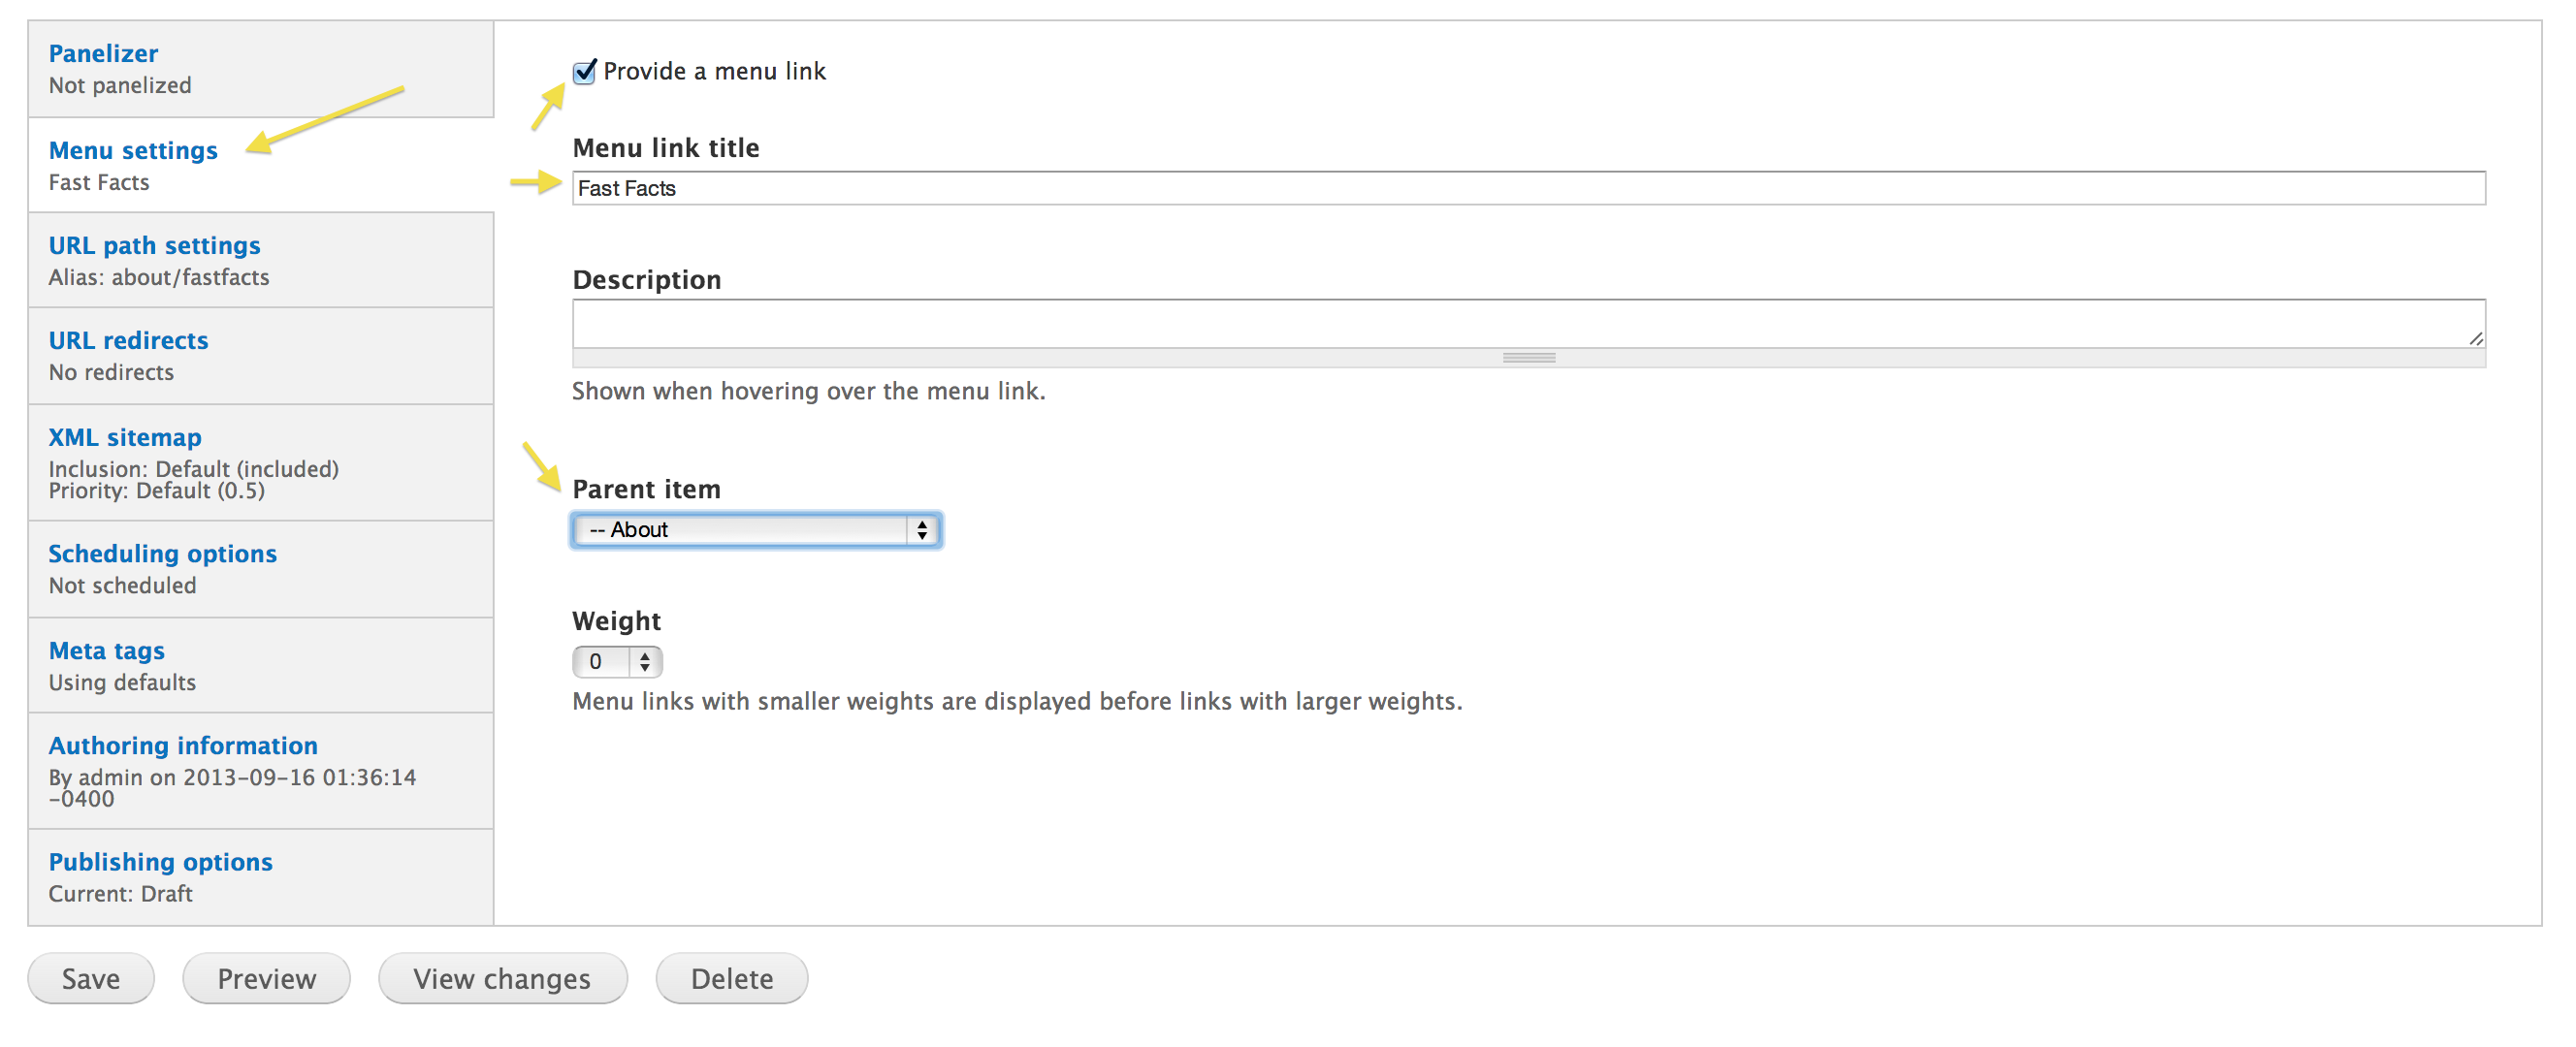 Panelizer
Not panelized
Menu settings
Fast Facts
URL path settings
Alias: about/fastfacts
URL redirects
No redirects
XML sitemap
Inclusion: Default (included)
Priority: Default (0.5)
Scheduling options
Not scheduled
Meta tags
Using defaults
Authoring information
By admin on 2013-09-16 01:36:14
-0400
Publishing options
Current: Draft
Provide a menu link
Menu link title
Fast Facts
Description
Shown when hovering over the menu link.
Parent item
-- About
Weight
0
Menu links with smaller weights are displayed before links with larger weights.
Save
Preview
View changes
Delete